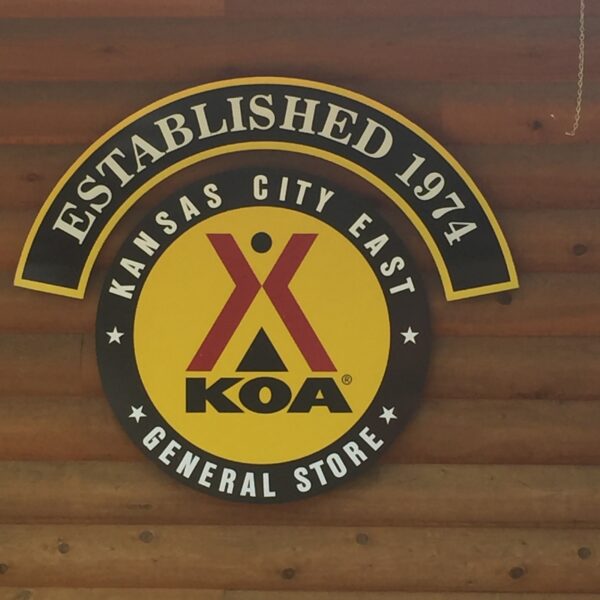 ESTABLISHED 1974
KANSAS CITY EAST
KOA®
GENERAL STORE